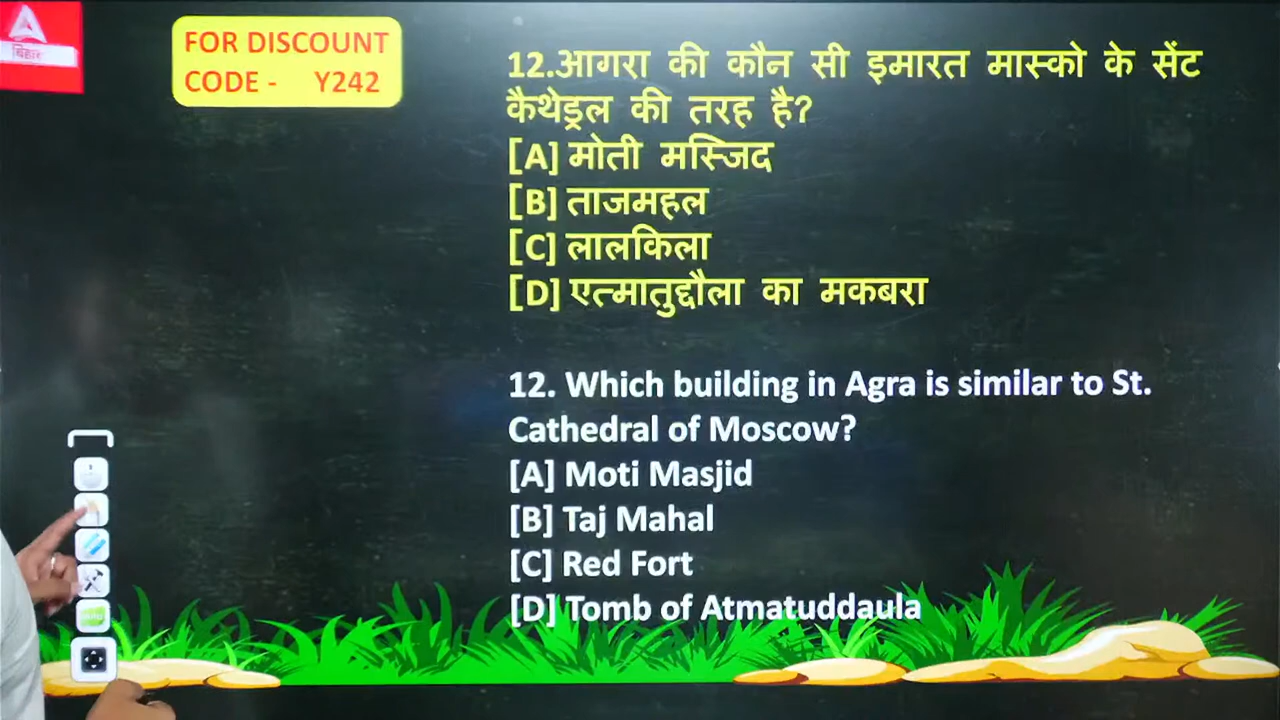 बिहार
FOR DISCOUNT
CODE - Y242
12.आगरा की कौन सी इमारत मास्को के सेंट
कैथेड्रल की तरह है?
[A] मोती मस्जिद
[B] ताजमहल
[C] लालकिला
[D] एत्मातुद्दौला का मकबरा
12. Which building in Agra is similar to St.
Cathedral of Moscow?
[A] Moti Masjid
[B] Taj Mahal
[C] Red Fort
[D] Tomb of Atmatuddaula